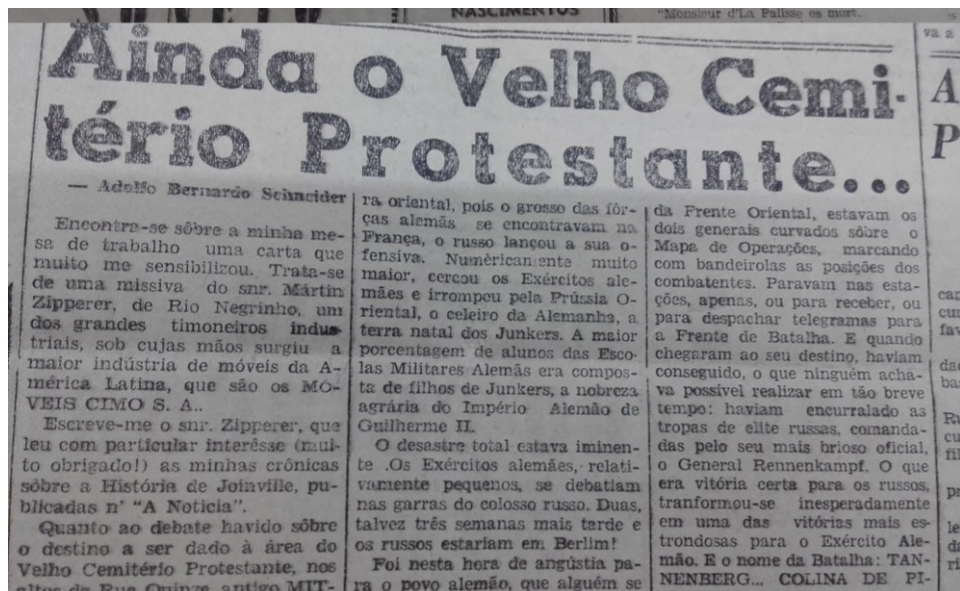 NASCIMENTOS
"Monsieur d'La Palisse es mort.
va a
Ainda o Velho Cemi-
tério Protestante...
— Adolfo Bernardo Schneider
Encontra-se sôbre a minha me-
sa de trabalho uma carta que
muito me sensibilizou. Trata-se
de uma missiva do snr. Mártin
Zipperer, de Rio Negrinho, um
dos grandes timoneiros indus-
triais, sob cujas mãos surgiu a
maior indústria de móveis da A-
mérica Latina, que são os MÓ-
VEIS CIMO S. A..
Escreve-me o snr. Zipperer, que
leu com particular interêsse (mui-
to obrigado!) as minhas crônicas
sôbre a História de Joinville, pu-
blicadas n' "A Noticia".
Quanto ao debate havido sôbre
o destino a ser dado à área do
Velho Cemitério Protestante, nos
altos da Rua Quinze, antigo MIT-
ra oriental, pois o grosso das fôr-
ças alemãs se encontravam na
França, o russo lançou a sua o-
fensiva. Numèricamente muito
maior, cercou os Exércitos ale-
mães e irrompeu pela Prússia O-
riental, o celeiro da Alemanha, a
terra natal dos Junkers. A maior
porcentagem de alunos das Esco-
las Militares Alemãs era compos-
ta de filhos de Junkers, a nobreza
agrária do Império Alemão de
Guilherme II.
O desastre total estava iminen-
te .Os Exércitos alemães, relati-
vamente pequenos, se debatiam
nas garras do colosso russo. Duas,
talvez três semanas mais tarde e
os russos estariam em Berlim!
Foi nesta hora de angústia pa-
ra o povo alemão, que alguém se
da Frente Oriental, estavam os
dois generais curvados sôbre o
Mapa de Operações, marcando
com bandeirolas as posições dos
combatentes. Paravam nas esta-
ções, apenas, ou para receber, ou
para despachar telegramas para
a Frente de Batalha. E quando
chegaram ao seu destino, haviam
conseguido, o que ninguém acha-
va possível realizar em tão breve
tempo: haviam encurralado as
tropas de elite russas, comanda-
das pelo seu mais brioso oficial,
o General Rennenkampf. O que
era vitória certa para os russos,
tranformou-se inesperadamente
em uma das vitórias mais es-
trondosas para o Exército Ale-
mão. E o nome da Batalha: TAN-
NENBERG... COLINA DE PI-
A
P